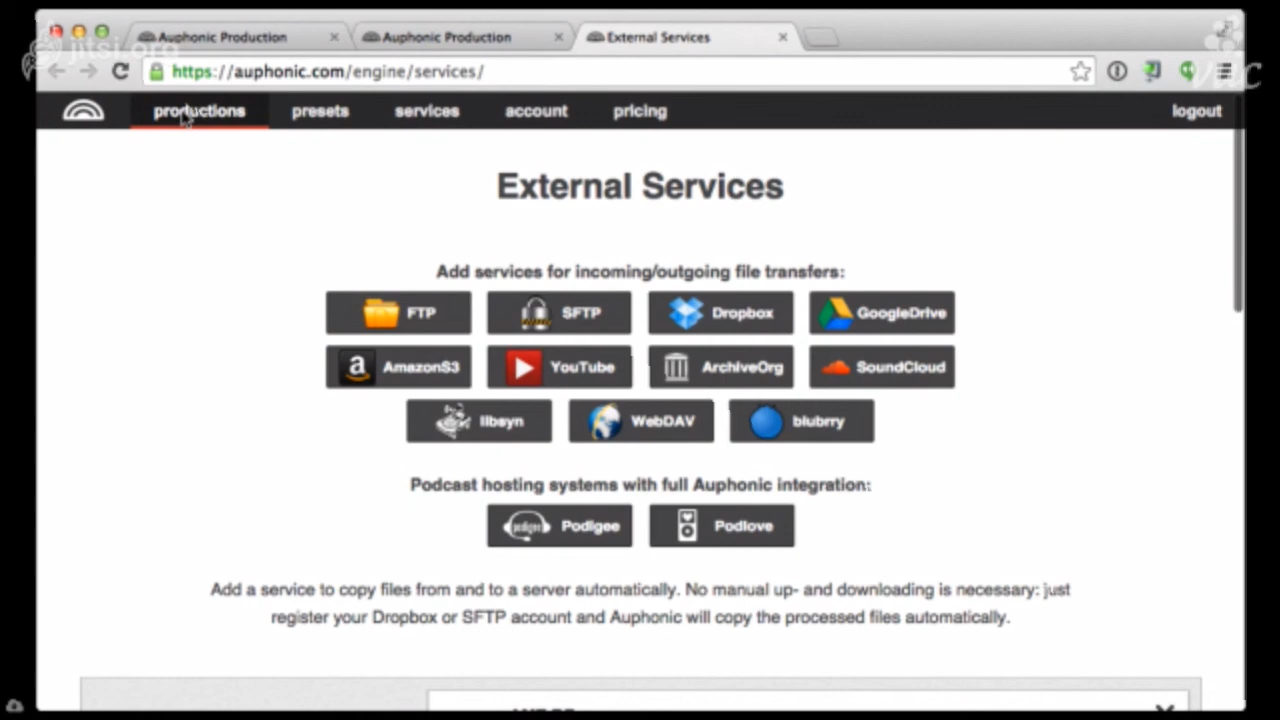 Auphonic Production
Auphonic Production
External Services
jitsi.org
https://auphonic.com/engine/services/
productions presets services account pricing logout
External Services
Add services for incoming/outgoing file transfers:
FTP SFTP Dropbox GoogleDrive
AmazonS3 YouTube ArchiveOrg SoundCloud
libsyn WebDAV blubrry
Podcast hosting systems with full Auphonic integration:
podigee Podigee Podlove
Add a service to copy files from and to a server automatically. No manual up- and downloading is necessary: just
register your Dropbox or SFTP account and Auphonic will copy the processed files automatically.